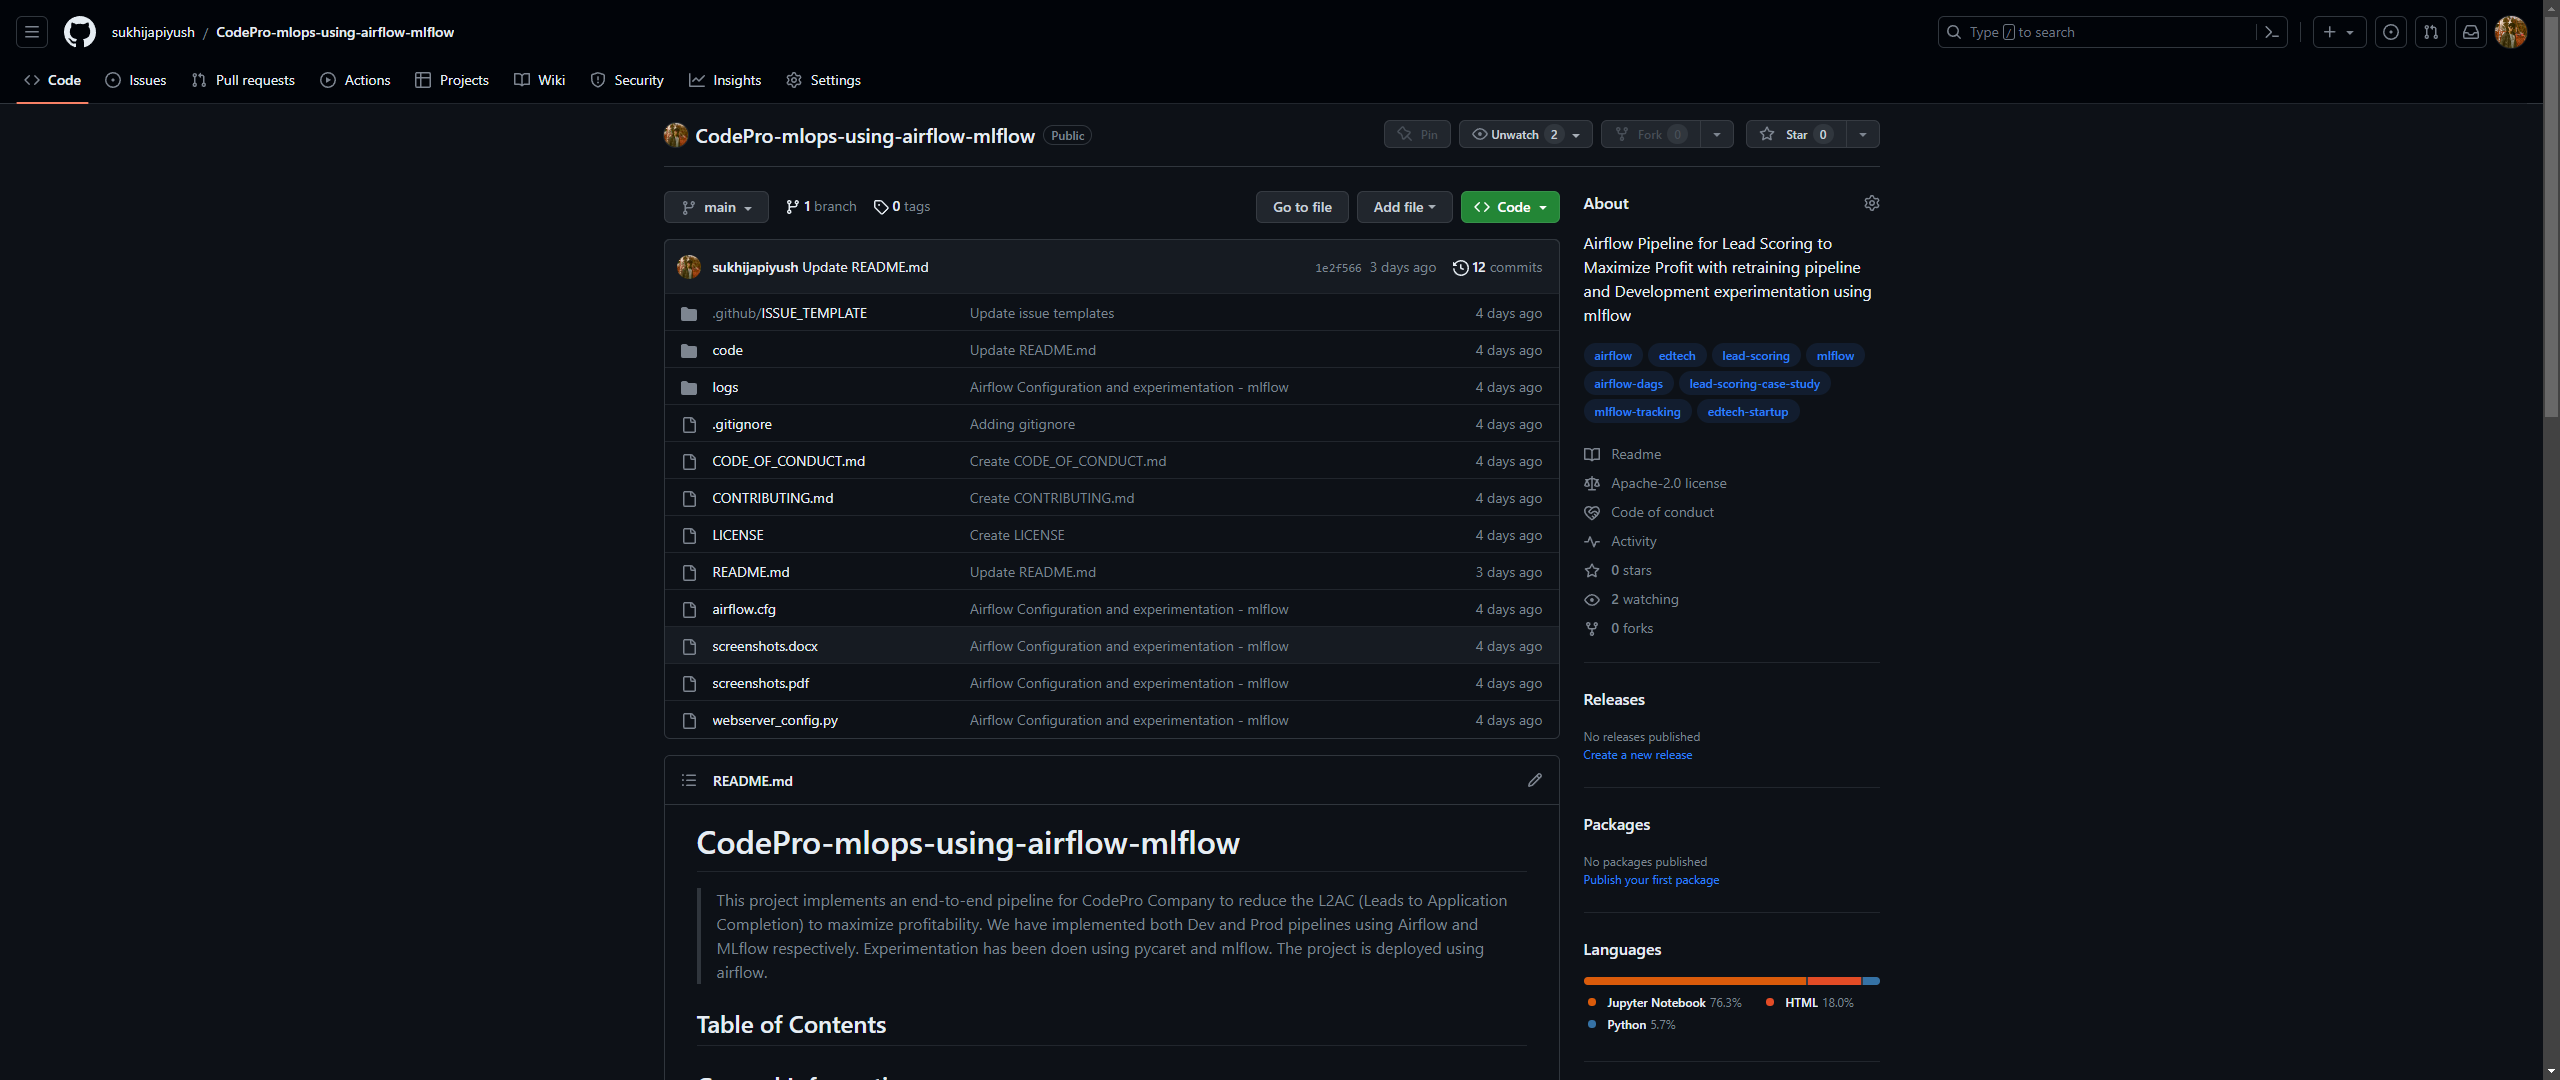 sukhijapiyush / CodePro-mlops-using-airflow-mlflow
Type / to search
Code Issues Pull requests Actions Projects Wiki Security Insights Settings
CodePro-mlops-using-airflow-mlflow Public
Pin Unwatch 2 Fork 0 Star 0
main 1 branch 0 tags Go to file Add file Code
sukhijapiyush Update README.md 1e2f566 3 days ago 12 commits
.github/ISSUE_TEMPLATE Update issue templates 4 days ago
code Update README.md 4 days ago
logs Airflow Configuration and experimentation - mlflow 4 days ago
.gitignore Adding gitignore 4 days ago
CODE_OF_CONDUCT.md Create CODE_OF_CONDUCT.md 4 days ago
CONTRIBUTING.md Create CONTRIBUTING.md 4 days ago
LICENSE Create LICENSE 4 days ago
README.md Update README.md 3 days ago
airflow.cfg Airflow Configuration and experimentation - mlflow 4 days ago
screenshots.docx Airflow Configuration and experimentation - mlflow 4 days ago
screenshots.pdf Airflow Configuration and experimentation - mlflow 4 days ago
webserver_config.py Airflow Configuration and experimentation - mlflow 4 days ago
README.md
CodePro-mlops-using-airflow-mlflow
This project implements an end-to-end pipeline for CodePro Company to reduce the L2AC (Leads to Application
Completion) to maximize profitability. We have implemented both Dev and Prod pipelines using Airflow and
MLflow respectively. Experimentation has been doen using pycaret and mlflow. The project is deployed using
airflow.
Table of Contents
About
Airflow Pipeline for Lead Scoring to
Maximize Profit with retraining pipeline
and Development experimentation using
mlflow
airflow edtech lead-scoring mlflow
airflow-dags lead-scoring-case-study
mlflow-tracking edtech-startup
Readme
Apache-2.0 license
Code of conduct
Activity
0 stars
2 watching
0 forks
Releases
No releases published
Create a new release
Packages
No packages published
Publish your first package
Languages
Jupyter Notebook 76.3% HTML 18.0%
Python 5.7%